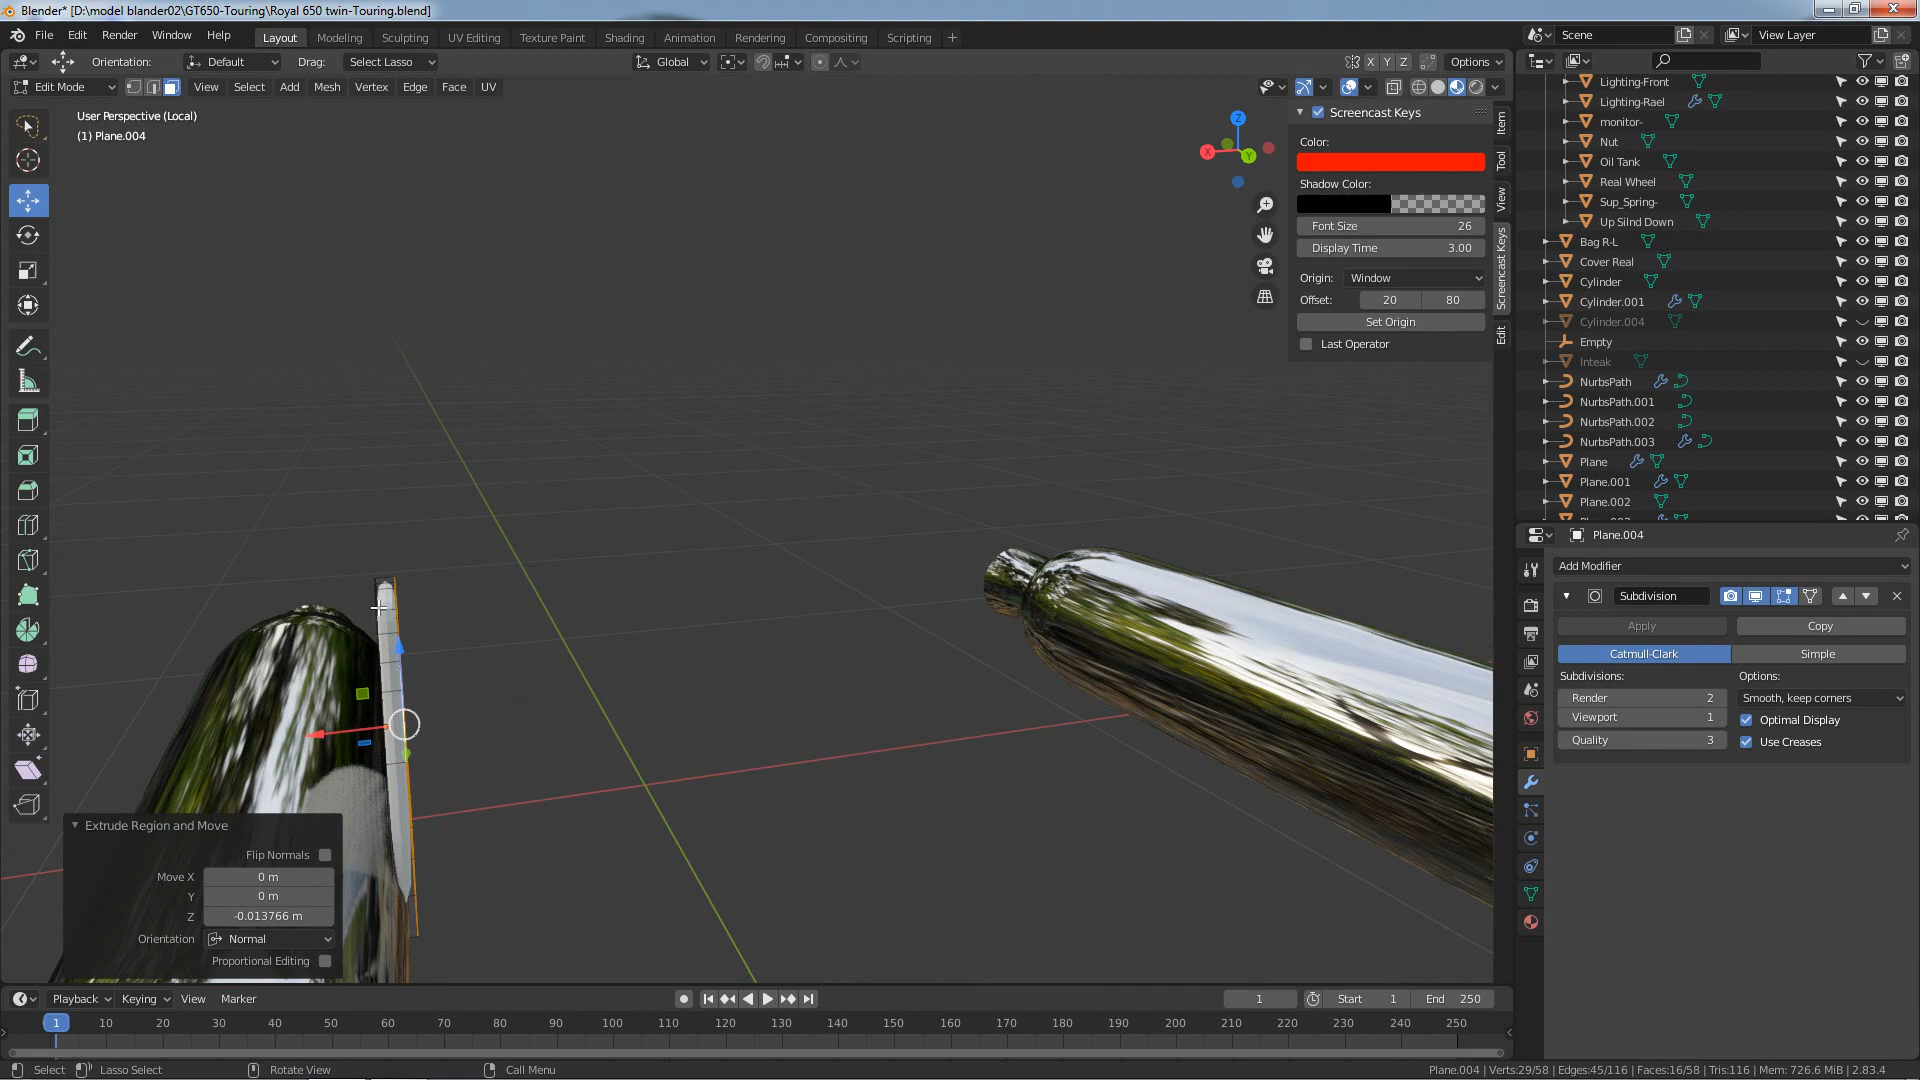 Blender* [D:\model blander02\GT650-Touring\Royal 650 twin-Touring.blend]
File Edit Render Window Help Layout Modeling Sculpting UV Editing Texture Paint Shading Animation Rendering Compositing Scripting + Scene View Layer
Orientation: Default Drag: Select Lasso Global X Y Z Options
Edit Mode View Select Add Mesh Vertex Edge Face UV
User Perspective (Local)
(1) Plane.004
Z
X
Y
Screencast Keys
Color:
Shadow Color:
Font Size 26
Display Time 3.00
Origin: Window
Offset: 20 80
Set Origin
Last Operator
Item
Tool
View
Screencast Keys
Edit
Lighting-Front
Lighting-Rael
monitor-
Nut
Oil Tank
Real Wheel
Sup_Spring-
Up Silnd Down
Bag R-L
Cover Real
Cylinder
Cylinder.001
Cylinder.004
Empty
Inteak
NurbsPath
NurbsPath.001
NurbsPath.002
NurbsPath.003
Plane
Plane.001
Plane.002
Plane.004
Add Modifier
Subdivision
Apply Copy
Catmull-Clark Simple
Subdivisions: Options:
Render 2 Smooth, keep corners
Viewport 1 Optimal Display
Quality 3 Use Creases
Extrude Region and Move
Flip Normals
Move X 0 m
Y 0 m
Z -0.013766 m
Orientation Normal
Proportional Editing
Playback Keying View Marker 1 Start 1 End 250
1 10 20 30 40 50 60 70 80 90 100 110 120 130 140 150 160 170 180 190 200 210 220 230 240 250
Select Lasso Select Rotate View Call Menu Plane.004 | Verts:29/58 | Edges:45/116 | Faces:16/58 | Tris:116 | Mem: 726.6 MiB | 2.83.4